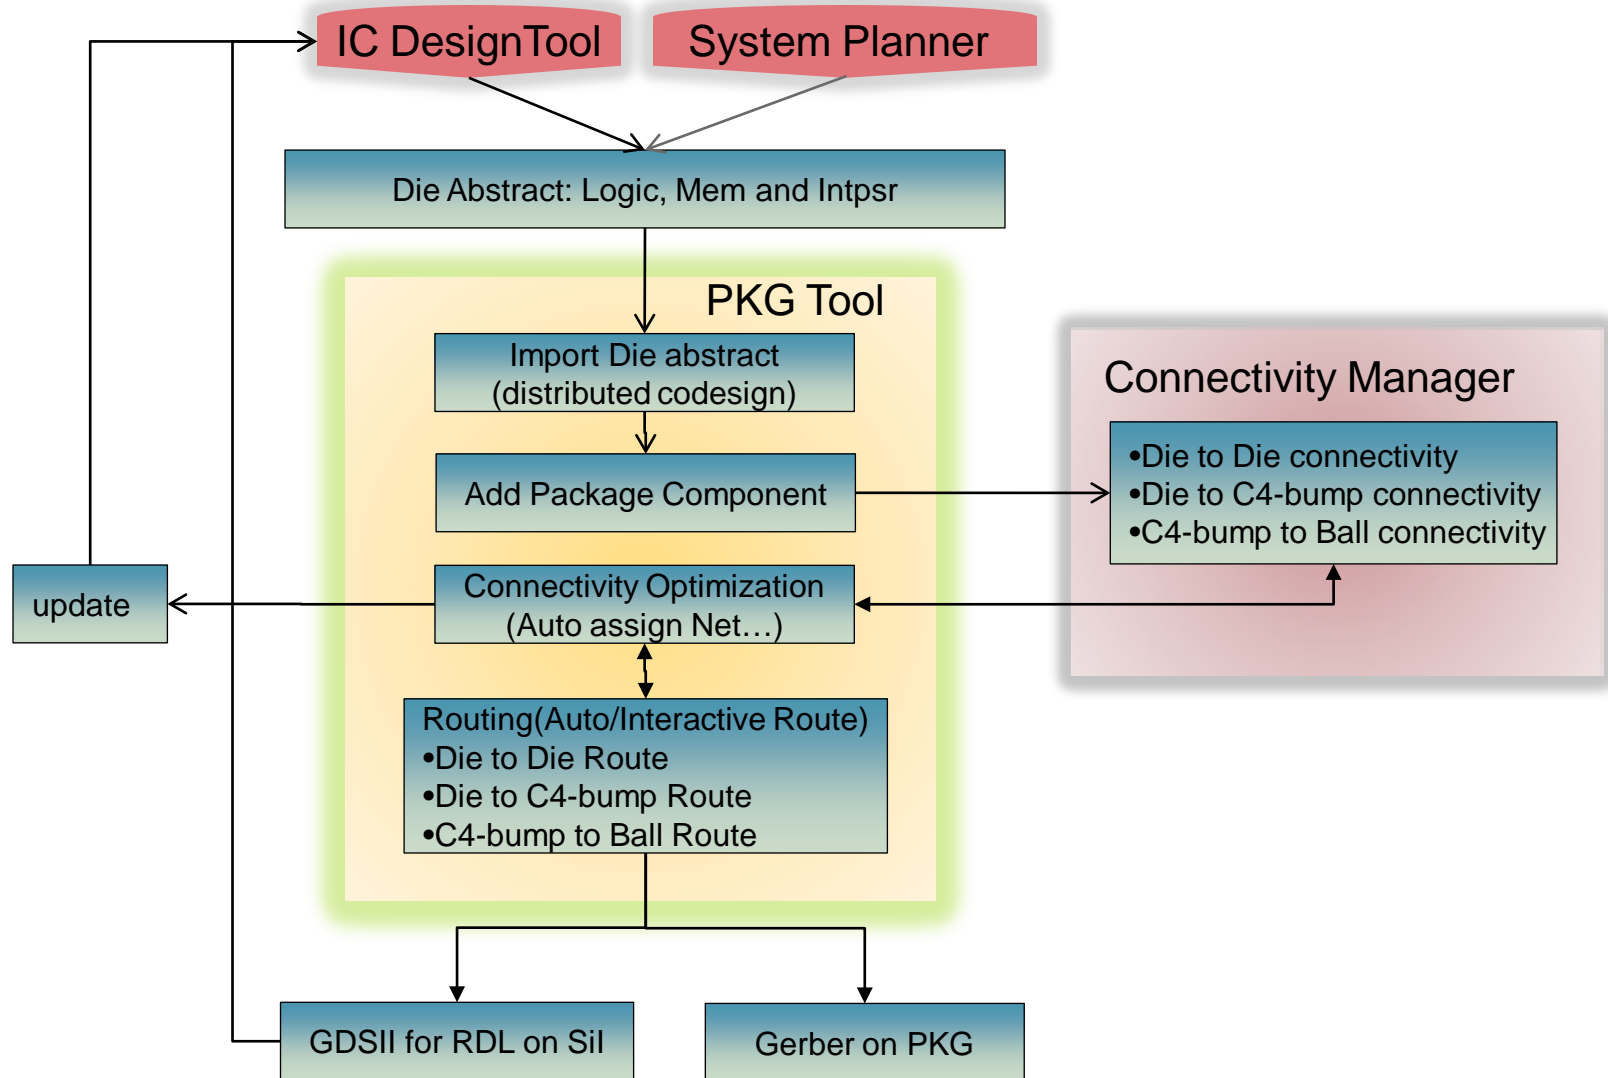 IC DesignTool
System Planner
Die Abstract: Logic, Mem and Intpsr
PKG Tool
Import Die abstract
(distributed codesign)
Add Package Component
Connectivity Manager
•Die to Die connectivity
•Die to C4-bump connectivity
•C4-bump to Ball connectivity
update
Connectivity Optimization
(Auto assign Net…)
Routing(Auto/Interactive Route)
•Die to Die Route
•Die to C4-bump Route
•C4-bump to Ball Route
GDSII for RDL on SiI
Gerber on PKG